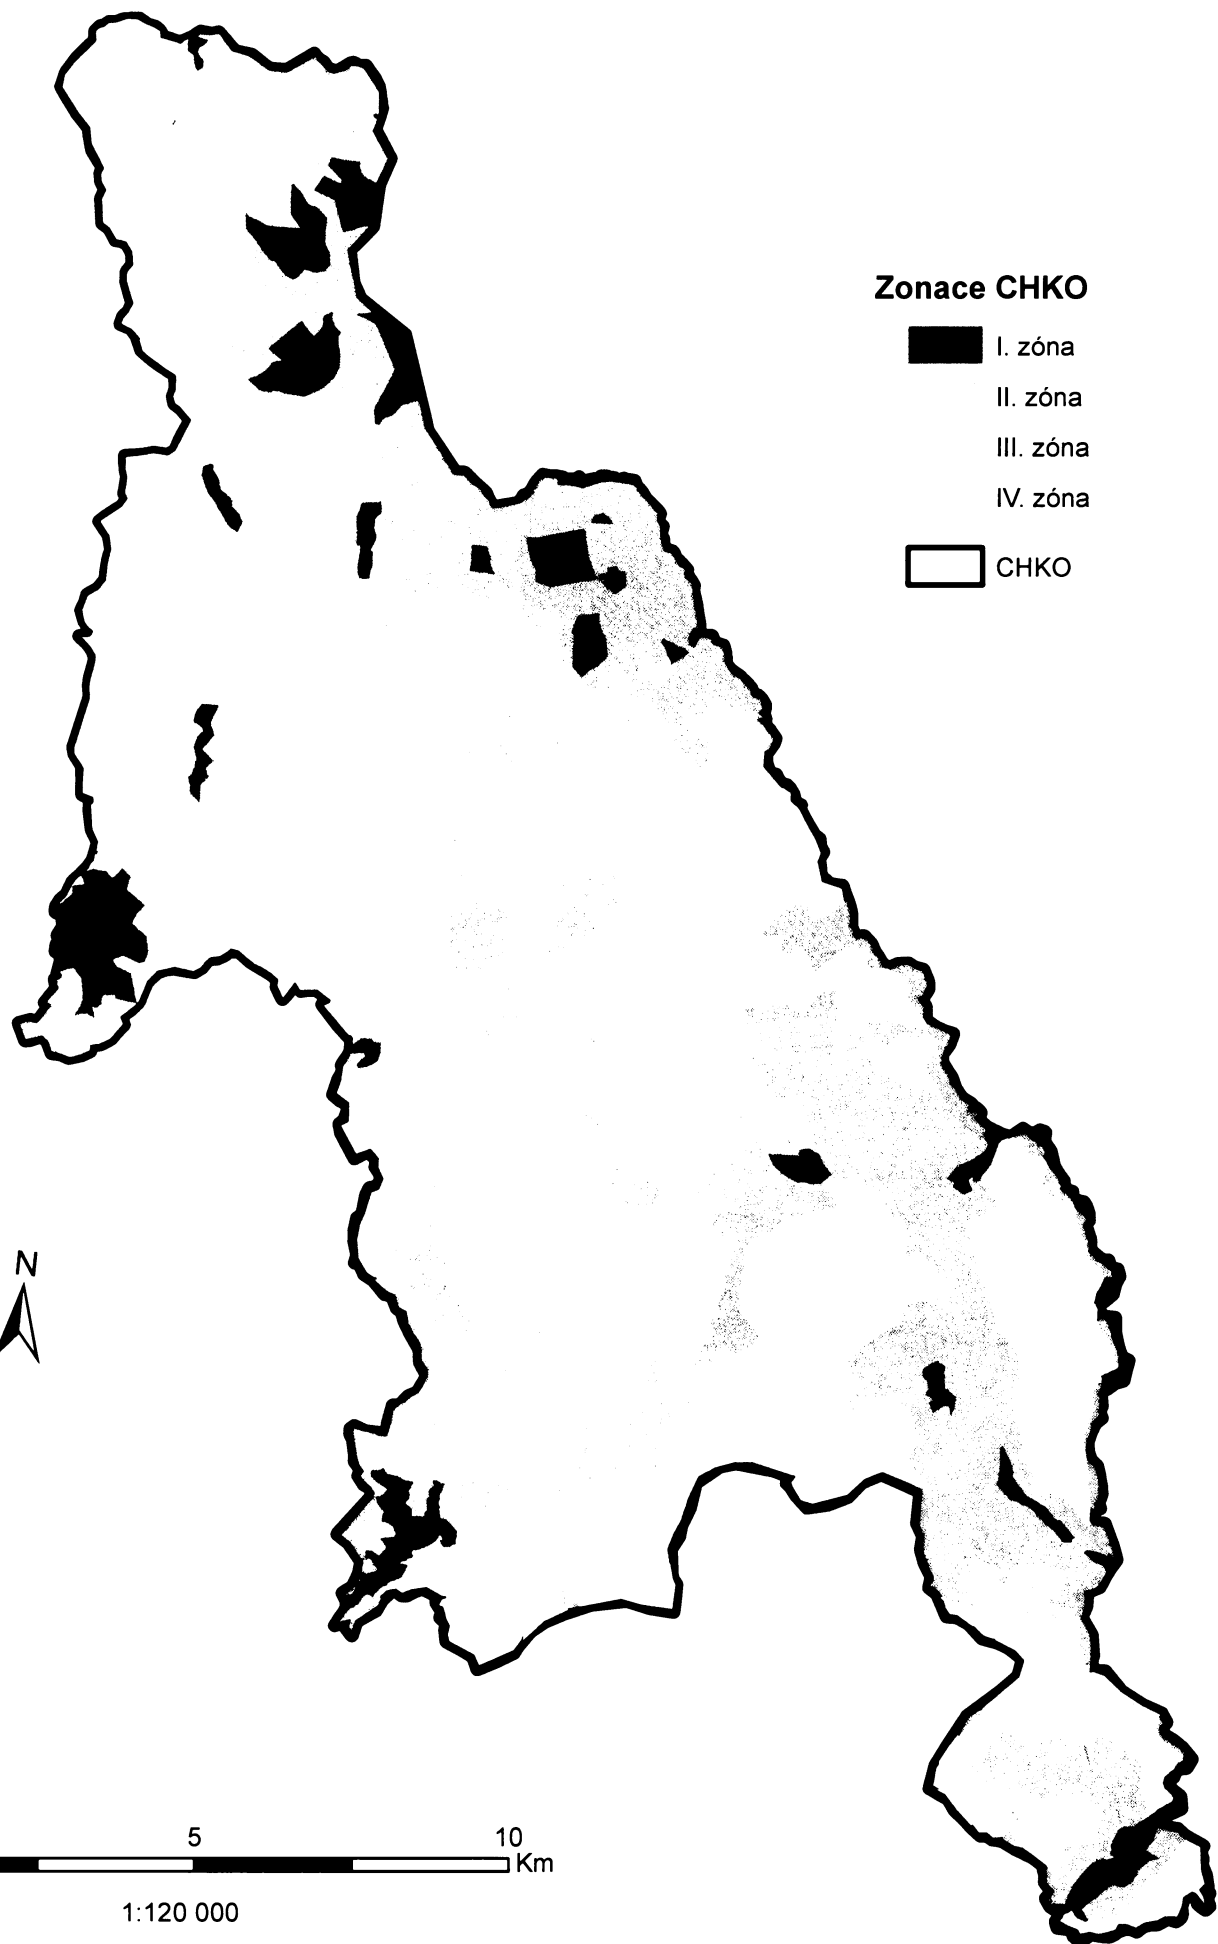 Zonace CHKO
I. zóna
II. zóna
III. zóna
IV. zóna
CHKO
N
5 10
Km
1:120 000